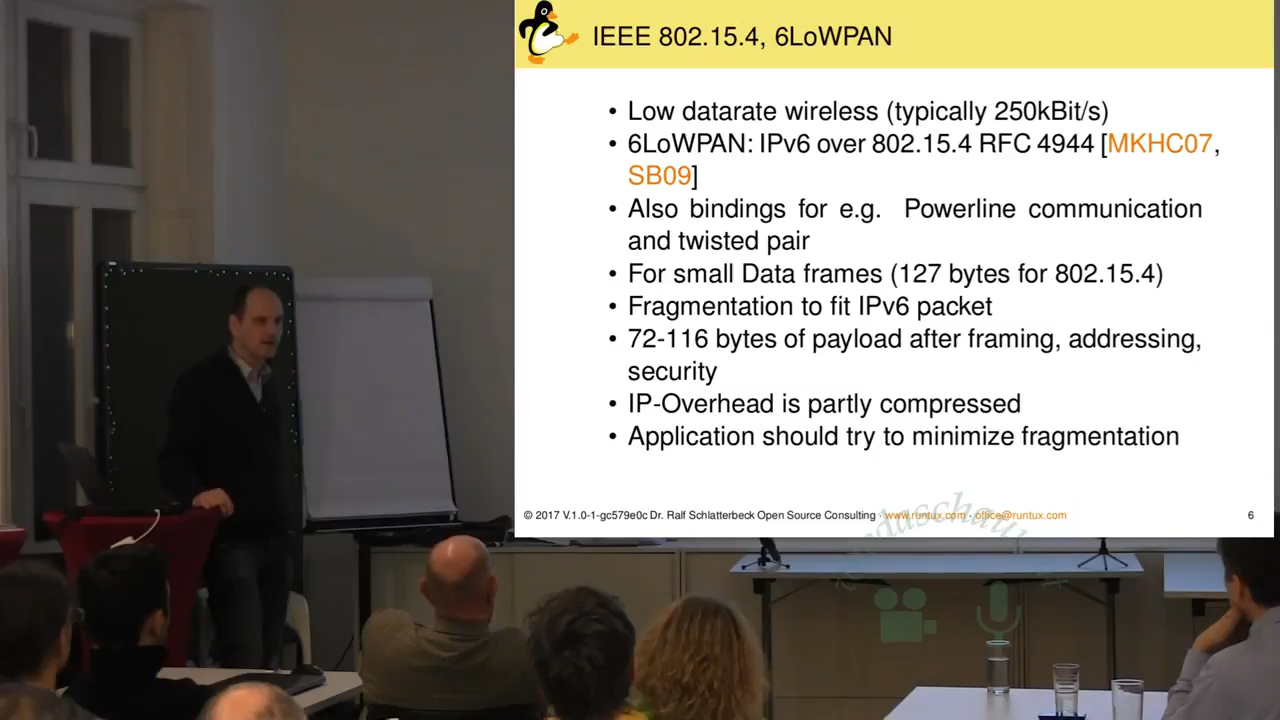 IEEE 802.15.4, 6LoWPAN
• Low datarate wireless (typically 250kBit/s)
• 6LoWPAN: IPv6 over 802.15.4 RFC 4944 [MKHC07,
SB09]
• Also bindings for e.g. Powerline communication
and twisted pair
• For small Data frames (127 bytes for 802.15.4)
• Fragmentation to fit IPv6 packet
• 72-116 bytes of payload after framing, addressing,
security
• IP-Overhead is partly compressed
• Application should try to minimize fragmentation
© 2017 V.1.0-1-gc579e0c Dr. Ralf Schlatterbeck Open Source Consulting · www.runtux.com · office@runtux.com 6